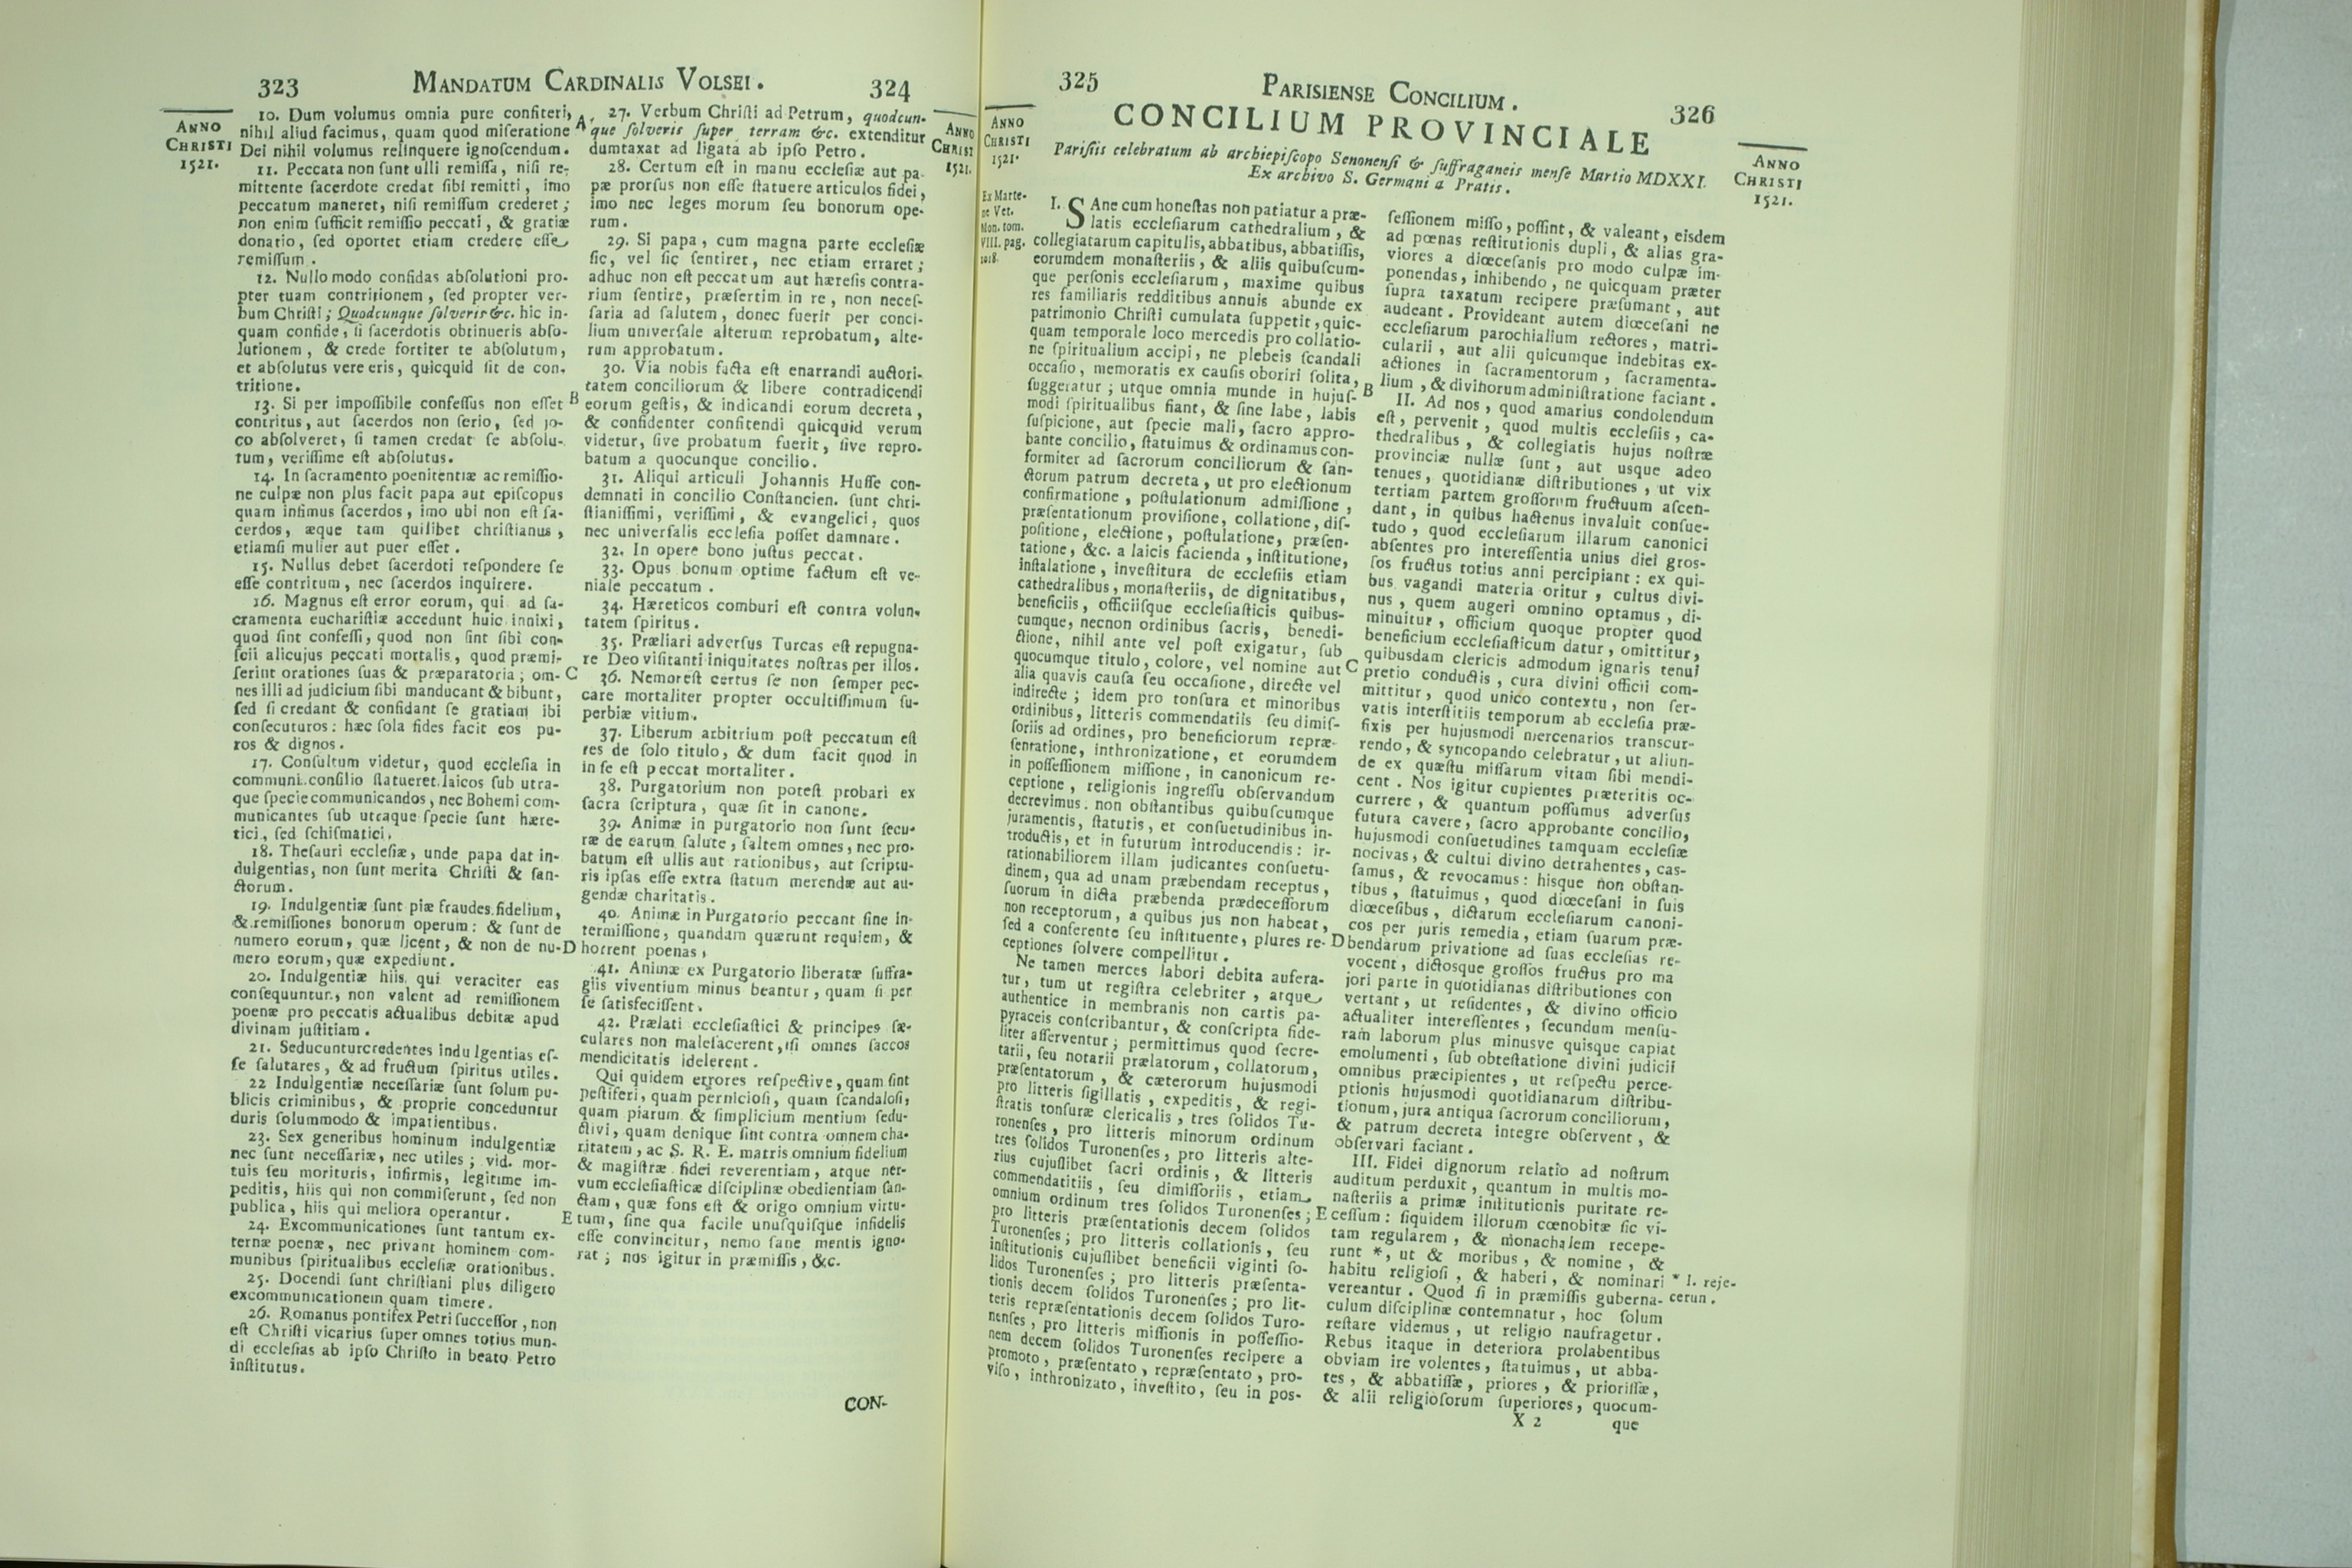 323
MANDATUM CARDINALIS VOLSEI.
324
ANNO
CHRISTI
1521.
10. Dum volumus omnia pure confiteri,
nihil aliud facimus, quam quod miſeratione
Dei nihil volumus relinquere ignoſcendum.
11. Peccata non ſunt ulli remiſſa, niſi re-
mittente ſacerdote credat ſibi remitti, imo
peccatum maneret, niſi remiſſum crederet;
non enim ſufficit remiſſio peccati, & gratiæ
donatio, ſed oportet etiam credere eſſe
remiſſum.
12. Nullo modo confidas abſolutioni pro-
pter tuam contritionem, ſed propter ver-
bum Chriſti; Quodcunque ſolveris &c. hic in-
quam confide, ſi ſacerdotis obtinueris abſo-
lutionem, & crede fortiter te abſolutum,
et abſolutus vere eris, quicquid ſit de con-
tritione.
13. Si per impoſſibile confeſſus non eſſet
contritus, aut ſacerdos non ſerio, ſed jo-
co abſolveret, ſi tamen credat ſe abſolu-
tum, veriſſime eſt abſolutus.
14. In ſacramento poenitentiæ ac remiſſio-
ne culpæ non plus facit papa aut epiſcopus
quam infimus ſacerdos, imo ubi non eſt ſa-
cerdos, æque tam quilibet chriſtianus,
etiamſi mulier aut puer eſſet.
15. Nullus debet ſacerdoti reſpondere ſe
eſſe contritum, nec ſacerdos inquirere.
16. Magnus eſt error eorum, qui ad ſa-
cramenta euchariſtiæ accedunt huic innixi,
quod ſint confeſſi, quod non ſint ſibi con-
ſcii alicujus peccati mortalis, quod præmi-
ſerint orationes ſuas & præparatoria; om-
nes illi ad judicium ſibi manducant & bibunt,
ſed ſi credant & confidant ſe gratiam ibi
conſecuturos: hæc ſola fides facit eos pu-
ros & dignos.
17. Conſultum videtur, quod eccleſia in
communi conſilio ſtatueret laicos ſub utra-
que ſpecie communicandos, nec Bohemi com-
municantes ſub utraque ſpecie ſunt hære-
tici, ſed ſchiſmatici.
18. Theſauri eccleſiæ, unde papa dat in-
dulgentias, non ſunt merita Chriſti & ſan-
ctorum.
19. Indulgentiæ ſunt piæ fraudes fidelium,
& remiſſiones bonorum operum: & ſunt de
numero eorum, quæ licent, & non de nu-
mero eorum, quæ expediunt.
20. Indulgentiæ hiis, qui veraciter eas
conſequuntur, non valent ad remiſſionem
poenæ pro peccatis actualibus debitæ apud
divinam juſtitiam.
21. Seducuntur credentes indulgentias eſ-
ſe ſalutares, & ad fructum ſpiritus utiles.
22 Indulgentiæ neceſſariæ ſunt ſolum pu-
blicis criminibus, & proprie conceduntur
duris ſolummodo & impatientibus.
23. Sex generibus hominum indulgentiæ
nec ſunt neceſſariæ, nec utiles; vid. mor-
tuis ſeu morituris, infirmis, legitime im-
peditis, hiis qui non commiſerunt, ſed non
publica, hiis qui meliora operantur.
24. Excommunicationes ſunt tantum ex-
ternæ poenæ, nec privant hominem com-
munibus ſpiritualibus eccleſiæ orationibus.
25. Docendi ſunt chriſtiani plus diligere
excommunicationem quam timere.
26. Romanus pontifex Petri ſucceſſor, non
eſt Chriſti vicarius ſuper omnes totius mun-
di eccleſias ab ipſo Chriſto in beato Petro
inſtitutus.
A
B
C
D
E
27. Verbum Chriſti ad Petrum, quodcun-
que ſolveris ſuper terram &c. extenditur
dumtaxat ad ligata ab ipſo Petro.
28. Certum eſt in manu eccleſiæ aut pa-
pæ prorſus non eſſe ſtatuere articulos fidei,
imo nec leges morum ſeu bonorum ope-
rum.
29. Si papa, cum magna parte eccleſiæ
ſic, vel ſic ſentiret, nec etiam erraret;
adhuc non eſt peccatum aut hæreſis contra-
rium ſentire, præſertim in re, non neceſ-
ſaria ad ſalutem, donec fuerit per conci-
lium univerſale alterum reprobatum, alte-
rum approbatum.
30. Via nobis facta eſt enarrandi auctori-
tatem conciliorum & libere contradicendi
eorum geſtis, & indicandi eorum decreta,
& confidenter confitendi quicquid verum
videtur, ſive probatum fuerit, ſive repro-
batum a quocunque concilio.
31. Aliqui articuli Johannis Huſſe con-
demnati in concilio Conſtancien. ſunt chri-
ſtianiſſimi, veriſſimi, & evangelici, quos
nec univerſalis eccleſia poſſet damnare.
32. In opere bono juſtus peccat.
33. Opus bonum optime factum eſt ve-
niale peccatum.
34. Hæreticos comburi eſt contra volun-
tatem ſpiritus.
35. Præliari adverſus Turcas eſt repugna-
re Deo viſitanti iniquitates noſtras per illos.
36. Nemoreſt certus ſe non ſemper pec-
care mortaliter propter occultiſſimum ſu-
perbiæ vitium.
37. Liberum arbitrium poſt peccatum eſt
res de ſolo titulo, & dum facit quod in
in ſe eſt peccat mortaliter.
38. Purgatorium non poteſt probari ex
ſacra ſcriptura, quæ ſit in canone.
39. Animæ in purgatorio non ſunt ſecu-
ræ de earum ſalute, ſaltem omnes, nec pro-
batum eſt ullis aut rationibus, aut ſcriptu-
ris ipſas eſſe extra ſtatum merendæ aut au-
gendæ charitatis.
40. Animæ in Purgatorio peccant ſine in-
termiſſione, quandam quærunt requiem, &
horrent poenas,
41. Animæ ex Purgatorio liberatæ ſuffra-
giis viventium minus beantur, quam ſi per
ſe ſatisfeciſſent.
42. Prælati eccleſiaſtici & principes ſæ-
culares non malefacerent, ſi omnes ſaccos
mendicitatis idelerent.
Qui quidem errores reſpective, quam ſint
peſtiferi, quam pernicioſi, quam ſcandaloſi,
quam piarum & ſimplicium mentium ſedu-
ctivi, quam denique ſint contra omnem cha-
ritatem, ac S. R. E. matris omnium fidelium
& magiſtræ fidei reverentiam, atque ner-
vum eccleſiaſticæ diſciplinæ obedientiam ſan-
ctam, quæ fons eſt & origo omnium virtu-
tum, ſine qua facile unuſquiſque infidelis
eſſe convincitur, nemo ſane mentis igno-
rat; nos igitur in præmiſſis, &c.
ANNO
CHRIST
1521.
CON-
325
PARISIENSE CONCILIUM.
326
CONCILIUM PROVINCIALE
Pariſiis celebratum ab archiepiſcopo Senonenſi & ſuffraganeis menſe Martio MDXXI.
Ex archivo S. Germani a Pratis.
ANNO
CHRISTI
1521.
Ex Marte-
ne Vet.
Mon. tom.
VIII. pag.
1018.
I. SAne cum honeſtas non patiatur a præ-
latis eccleſiarum cathedralium, &
collegiatarum capitulis, abbatibus, abbatiſſis,
eorumdem monaſteriis, & aliis quibuſcum-
que perſonis eccleſiarum, maxime quibus
res familiaris redditibus annuis abunde ex
patrimonio Chriſti cumulata ſuppetit, quic-
quam temporale loco mercedis pro collatio-
ne ſpiritualium accipi, ne plebeis ſcandali
occaſio, memoratis ex cauſis oboriri ſolita,
ſuggeratur; utque omnia munde in hujuſ-
modi ſpiritualibus fiant, & ſine labe, labis
ſuſpicione, aut ſpecie mali, ſacro appro-
bante concilio, ſtatuimus & ordinamus con-
formiter ad ſacrorum conciliorum & ſan-
ctorum patrum decreta, ut pro electionum
confirmatione, poſtulationum admiſſione,
præſentationum proviſione, collatione, diſ-
poſitione, electione, poſtulatione, præſen-
tatione, &c. a laicis facienda, inſtitutione,
inſtalatione, inveſtitura de eccleſiis etiam
cathedralibus, monaſteriis, de dignitatibus,
beneficiis, officiiſque eccleſiaſticis quibus-
cumque, necnon ordinibus ſacris, benedi-
ctione, nihil ante vel poſt exigatur, ſub
quocumque titulo, colore, vel nomine aut
alia quavis cauſa ſeu occaſione, directe vel
indirecte; idem pro tonſura et minoribus
ordinibus, litteris commendatiis ſeu dimiſ-
ſoriis ad ordines, pro beneficiorum repræ-
ſentatione, inthronizatione, et eorumdem
in poſſeſſionem miſſione, in canonicum re-
ceptione, religionis ingreſſu obſervandum
decrevimus. non obſtantibus quibuſcumque
juramentis, ſtatutis, et conſuetudinibus in-
troductis, et in futurum introducendis: ir-
rationabiliorem illam judicantes conſuetu-
dinem, qua ad unam præbendam receptus,
ſuorum in dicta præbenda prædeceſſorum
non receptorum, a quibus jus non habeat,
ſed a conferente ſeu inſtituente, plures re-
ceptiones ſolvere compellitur.
Ne tamen merces labori debita aufera-
tur, tum ut regiſtra celebriter, atque
authentice in membranis non cartis pa-
pyraceis conſcribantur, & conſcripta fide-
liter aſſerventur; permittimus quod ſecre-
tarii, ſeu notarii prælatorum, collatorum,
præſentatorum, & cæterorum hujusmodi
pro litteris ſigillatis, expeditis, & regi-
ſtratis tonſuræ clericalis, tres ſolidos Tu-
ronenſes, pro litteris minorum ordinum
tres ſolidos Turonenſes, pro litteris alte-
rius cujuſlibet ſacri ordinis, & litteris
commendatitiis, ſeu dimiſſoriis, etiam
omnium ordinum tres ſolidos Turonenſes;
pro litteris præſentationis decem ſolidos
Turonenſes; pro litteris collationis, ſeu
inſtitutionis cujuſlibet beneficii viginti ſo-
lidos Turonenſes; pro litteris præſenta-
tionis decem ſolidos Turonenſes; pro lit-
teris repræſentationis decem ſolidos Turo-
nenſes, pro litteris miſſionis in poſſeſſio-
nem decem ſolidos Turonenſes recipere a
promoto, præſentato, repræſentato, pro-
viſo, inthronizato, inveſtito, ſeu in pos-
B
C
D
E
ſeſſionem miſſo, poſſint, & valeant, eisdem
ad pœnas reſtitutionis dupli, & alias gra-
viores a diœceſanis pro modo culpæ im-
ponendas, inhibendo, ne quicquam præter
ſupra taxatum recipere præſumant, aut
audeant. Provideant autem diœceſani ne
eccleſiarum parochialium rectores, matri-
cularii, aut alii quicumque indebitas ex-
actiones in ſacramentorum, ſacramenta-
lium, & divinorum adminiſtratione faciant.
II. Ad nos, quod amarius condolendum
eſt, pervenit, quod multis eccleſiis, ca-
thedralibus, & collegiatis hujus noſtræ
provinciæ nullæ ſunt, aut usque adeo
tenues, quotidianæ diſtributiones, ut vix
tertiam partem groſſorum fructuum aſcen-
dant, in quibus hactenus invaluit conſue-
tudo, quod eccleſiarum illarum canonici
abſentes pro intereſſentia unius diei gros-
ſos fructus totius anni percipiant: ex qui-
bus vagandi materia oritur, cultus divi-
nus, quem augeri omnino optamus, di-
minuitur, officium quoque propter quod
beneficium eccleſiaſticum datur, omittitur,
quibusdam clericis admodum ignaris tenui
pretio conductis, cura divini officii com-
mittitur, quod unico contextu, non ſer-
vatis interſtitiis temporum ab eccleſia præ-
fixis per hujusmodi mercenarios transcur-
rendo, & syncopando celebratur, ut aliun-
de ex quæſtu miſſarum vitam ſibi mendi-
cent. Nos igitur cupientes præteritis oc-
currere, & quantum poſſumus adverſus
futura cavere, ſacro approbante concilio,
hujusmodi conſuetudines tamquam eccleſiæ
nocivas, & cultui divino detrahentes, cas-
ſamus, & revocamus: hisque non obſtan-
tibus, ſtatuimus, quod diœceſani in ſuis
diœceſibus, dictarum eccleſiarum canoni-
cos per juris remedia, etiam ſuarum præ-
bendarum privatione ad ſuas eccleſias re-
vocent, dictosque groſſos fructus pro ma
jori parte in quotidianas diſtributiones con
vertant, ut reſidentes, & divino officio
actualiter intereſſentes, ſecundum menſu-
ram laborum plus minusve quisque capiat
emolumenti, ſub obteſtatione divini judicii
omnibus præcipientes, ut reſpectu perce-
ptionis hujusmodi quotidianarum diſtribu-
tionum, jura antiqua ſacrorum conciliorum,
& patrum decreta integre obſervent, &
obſervari faciant.
III. Fidei dignorum relatio ad noſtrum
auditum perduxit, quantum in multis mo-
naſteriis a primæ inſtitutionis puritate re-
ceſſum: ſiquidem illorum cœnobitæ ſic vi-
tam regularem, & monachalem recepe-
runt *, ut & moribus, & nomine, &
habitu religioſi, & haberi, & nominari
vereantur. Quod ſi in præmiſſis guberna-
culum diſciplinæ contemnatur, hoc ſolum
reſtare videmus, ut religio naufragetur.
Rebus itaque in deteriora prolabentibus
obviam ire volentes, ſtatuimus, ut abba-
tes, & abbatiſſæ, priores, & prioriſſæ,
& alii religioſorum ſuperiores, quocum-
ANNO
CHRISTI
1521.
* I. reje-
cerun.
X 2
que